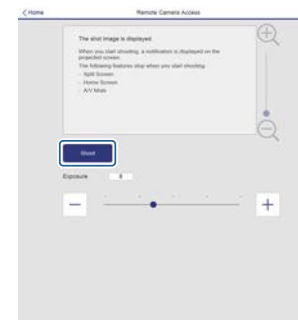 < Home
Remote Camera Access
The shot image is displayed.
When you start shooting, a notification is displayed on the
projected screen.
The following features stop when you start shooting.
- Split Screen
- Home Screen
- A/V Mute
Shoot
Exposure